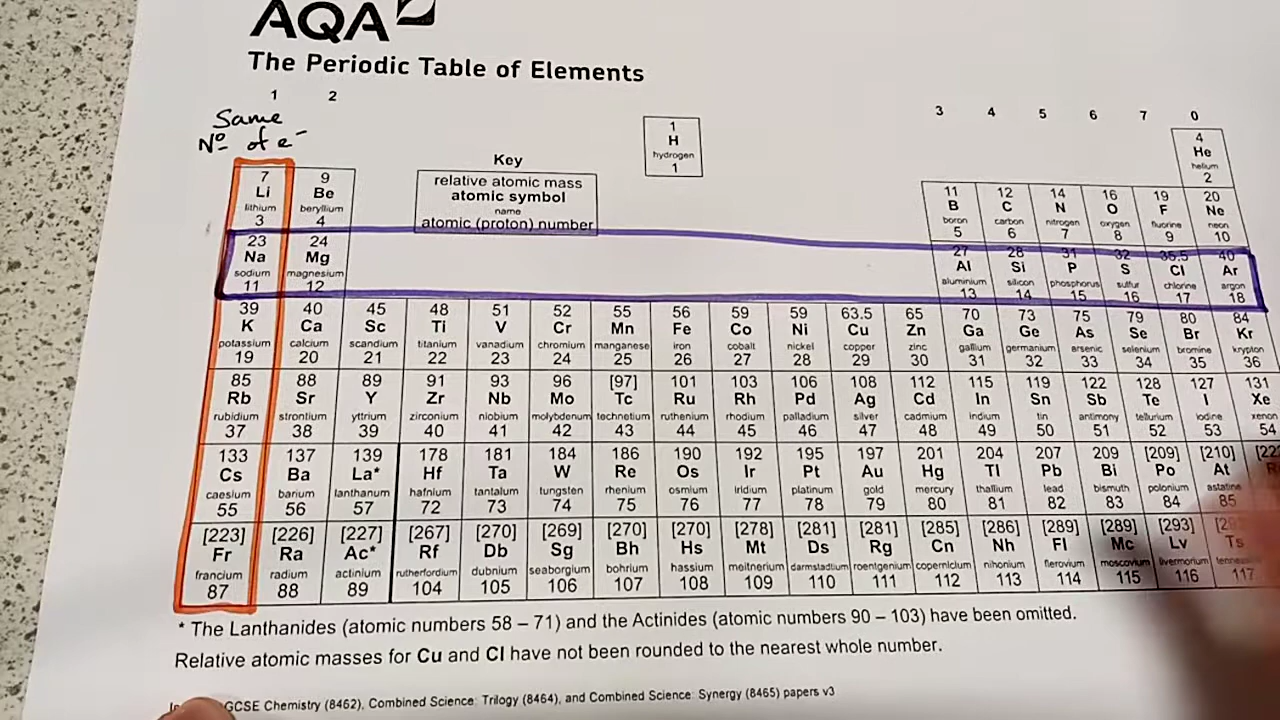 AQA
The Periodic Table of Elements
1 2 3 4 5 6 7 0
Same
Nº of e⁻
1
H
hydrogen
1
4
He
helium
2
Key
relative atomic mass
atomic symbol
name
atomic (proton) number
7 9 11 12 14 16 19 20
Li Be B C N O F Ne
lithium beryllium boron carbon nitrogen oxygen fluorine neon
3 4 5 6 7 8 9 10
23 24 27 28 31 32 35.5 40
Na Mg Al Si P S Cl Ar
sodium magnesium aluminium silicon phosphorus sulfur chlorine argon
11 12 13 14 15 16 17 18
39 40 45 48 51 52 55 56 59 59 63.5 65 70 73 75 79 80 84
K Ca Sc Ti V Cr Mn Fe Co Ni Cu Zn Ga Ge As Se Br Kr
potassium calcium scandium titanium vanadium chromium manganese iron cobalt nickel copper zinc gallium germanium arsenic selenium bromine krypton
19 20 21 22 23 24 25 26 27 28 29 30 31 32 33 34 35 36
85 88 89 91 93 96 [97] 101 103 106 108 112 115 119 122 128 127 131
Rb Sr Y Zr Nb Mo Tc Ru Rh Pd Ag Cd In Sn Sb Te I Xe
rubidium strontium yttrium zirconium niobium molybdenum technetium ruthenium rhodium palladium silver cadmium indium tin antimony tellurium iodine xenon
37 38 39 40 41 42 43 44 45 46 47 48 49 50 51 52 53 54
133 137 139 178 181 184 186 190 192 195 197 201 204 207 209 [209] [210]
Cs Ba La* Hf Ta W Re Os Ir Pt Au Hg Tl Pb Bi Po At
caesium barium lanthanum hafnium tantalum tungsten rhenium osmium iridium platinum gold mercury thallium lead bismuth polonium astatine
55 56 57 72 73 74 75 76 77 78 79 80 81 82 83 84 85
[223] [226] [227] [267] [270] [269] [270] [270] [278] [281] [281] [285] [286] [289] [289] [293]
Fr Ra Ac* Rf Db Sg Bh Hs Mt Ds Rg Cn Nh Fl Mc Lv Ts
francium radium actinium rutherfordium dubnium seaborgium bohrium hassium meitnerium darmstadtium roentgenium copernicium nihonium flerovium moscovium livermorium
87 88 89 104 105 106 107 108 109 110 111 112 113 114 115 116 117
* The Lanthanides (atomic numbers 58 – 71) and the Actinides (atomic numbers 90 – 103) have been omitted.
Relative atomic masses for Cu and Cl have not been rounded to the nearest whole number.
GCSE Chemistry (8462), Combined Science: Trilogy (8464), and Combined Science: Synergy (8465) papers v3